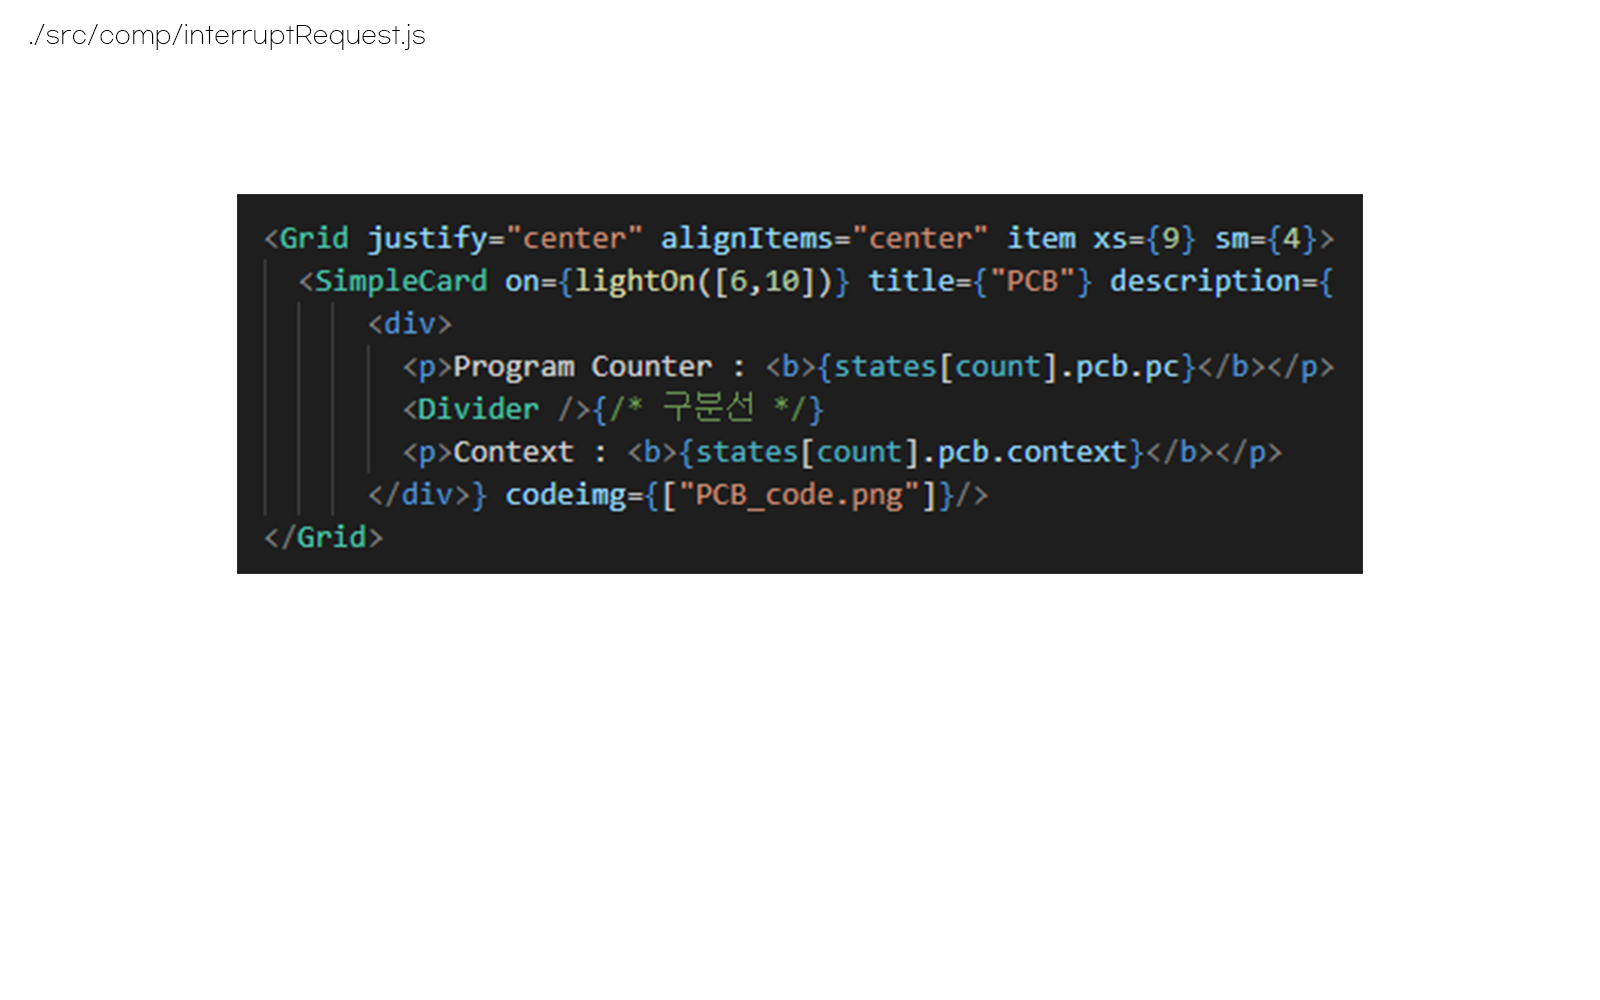 ./src/comp/interruptRequest.js
<Grid justify="center" alignItems="center" item xs={9} sm={4}>
<SimpleCard on={lightOn([6,10])} title={"PCB"} description={
<div>
<p>Program Counter : <b>{states[count].pcb.pc}</b></p>
<Divider />{/* 구분선 */}
<p>Context : <b>{states[count].pcb.context}</b></p>
</div>} codeimg={["PCB_code.png"]}/>
</Grid>